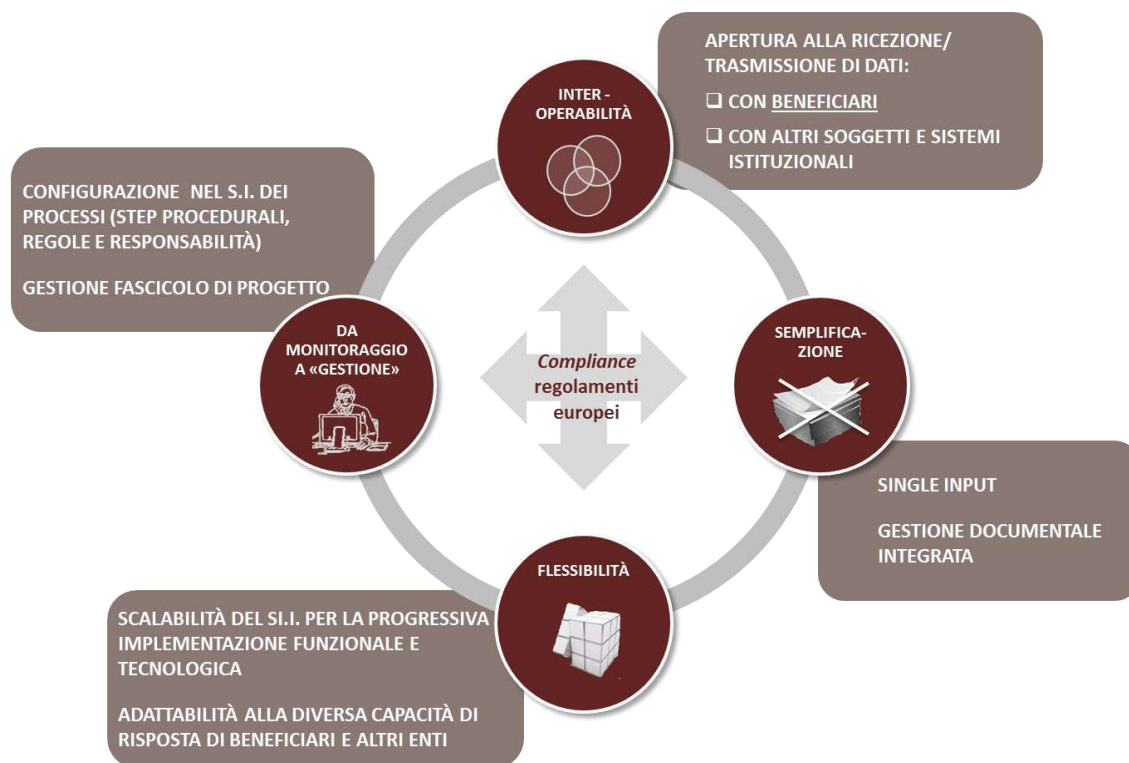 INTER -
OPERABILITÀ
APERTURA ALLA RICEZIONE/
TRASMISSIONE DI DATI:
❑ CON BENEFICIARI
❑ CON ALTRI SOGGETTI E SISTEMI
ISTITUZIONALI
CONFIGURAZIONE NEL S.I. DEI
PROCESSI (STEP PROCEDURALI,
REGOLE E RESPONSABILITÀ)
GESTIONE FASCICOLO DI PROGETTO
DA
MONITORAGGIO
A «GESTIONE»
Compliance
regolamenti
europei
SEMPLIFICA-
ZIONE
SINGLE INPUT
GESTIONE DOCUMENTALE
INTEGRATA
FLESSIBILITÀ
SCALABILITÀ DEL SI.I. PER LA PROGRESSIVA
IMPLEMENTAZIONE FUNZIONALE E
TECNOLOGICA
ADATTABILITÀ ALLA DIVERSA CAPACITÀ DI
RISPOSTA DI BENEFICIARI E ALTRI ENTI